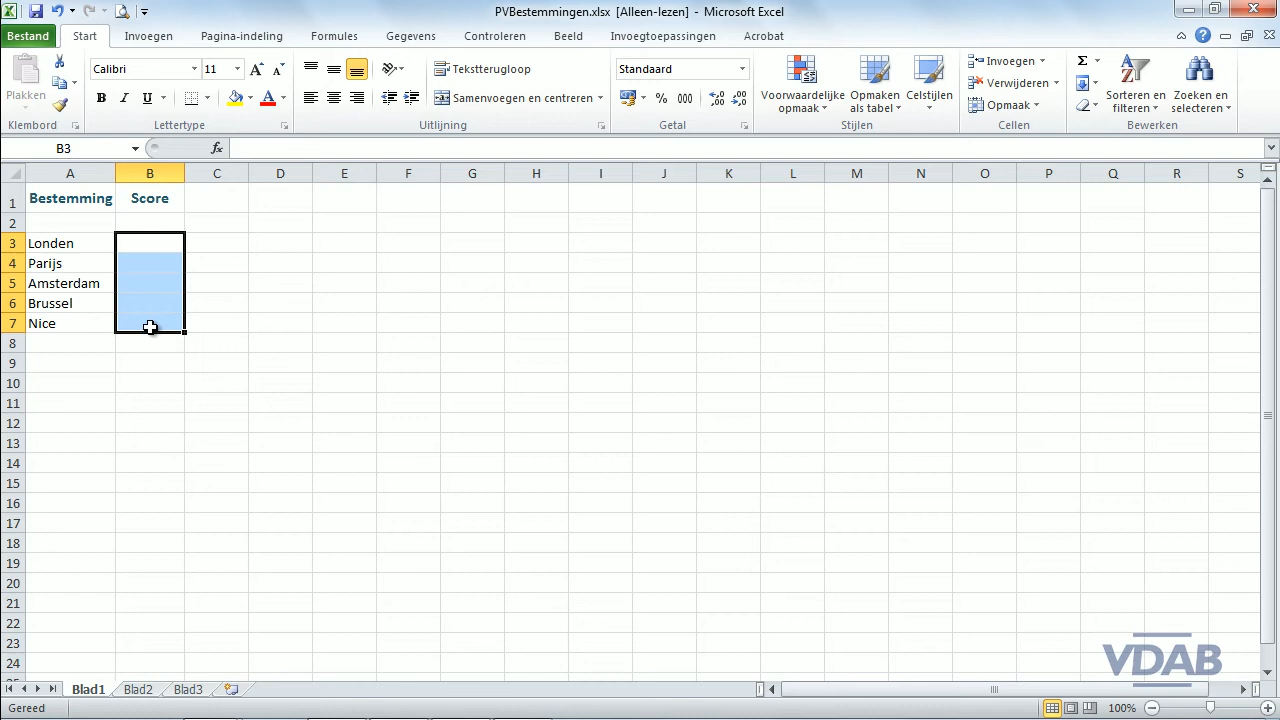 PVBestemmingen.xlsx [Alleen-lezen] - Microsoft Excel
Bestand Start Invoegen Pagina-indeling Formules Gegevens Controleren Beeld Invoegtoepassingen Acrobat
Plakken
Klembord
Calibri 11
B I U A
Lettertype
Tekstterugloop
Samenvoegen en centreren
Uitlijning
Standaard
% 000
Getal
Voorwaardelijke opmaak
Opmaken als tabel
Celstijlen
Stijlen
Invoegen
Verwijderen
Opmaak
Cellen
Σ
Sorteren en filteren
Zoeken en selecteren
Bewerken
B3 fx
A B C D E F G H I J K L M N O P Q R S
1 Bestemming Score
2
3 Londen
4 Parijs
5 Amsterdam
6 Brussel
7 Nice
8
9
10
11
12
13
14
15
16
17
18
19
20
21
22
23
24
VDAB
Blad1 Blad2 Blad3
Gereed 100%